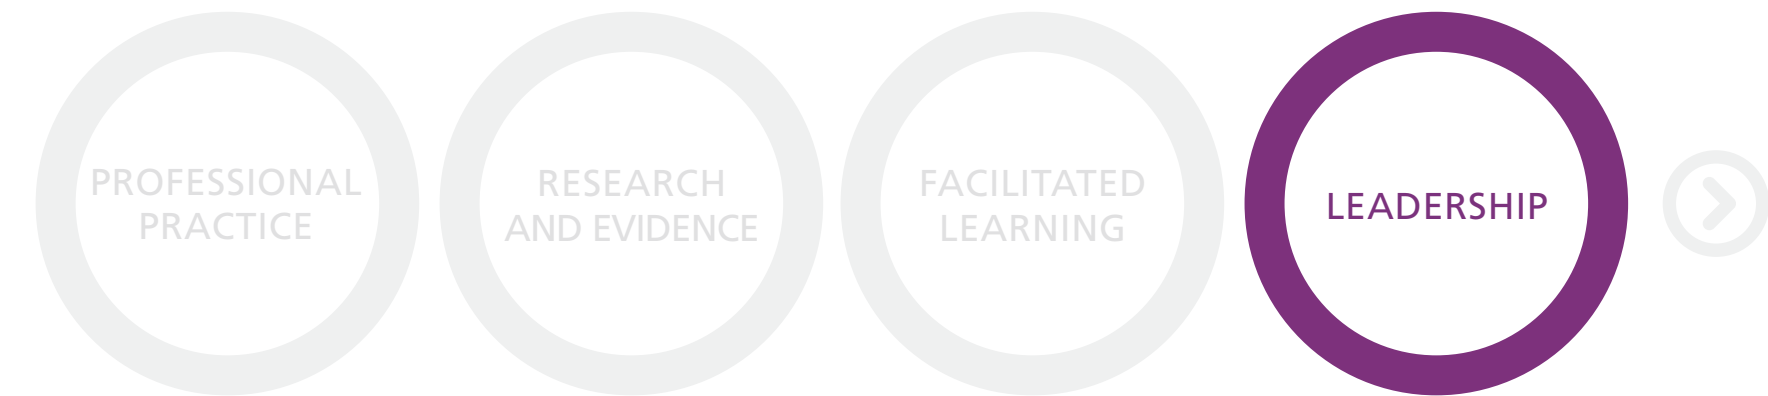 PROFESSIONAL
PRACTICE
RESEARCH
AND EVIDENCE
FACILITATED
LEARNING
LEADERSHIP